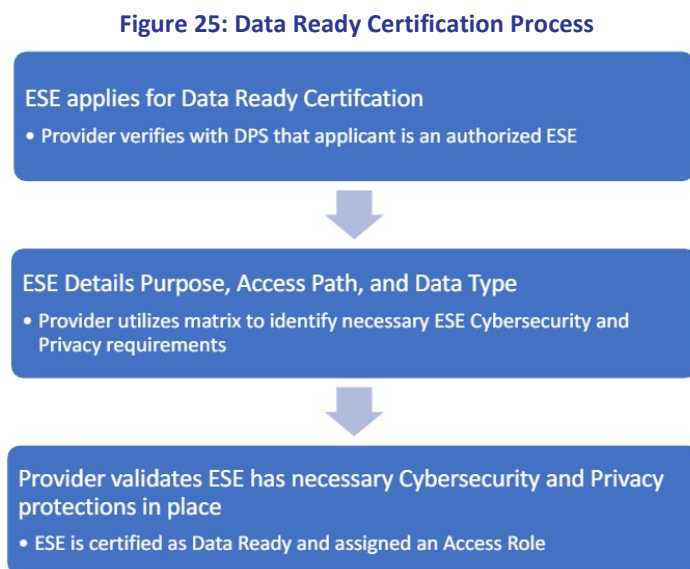 Figure 25: Data Ready Certification Process
ESE applies for Data Ready Certifcation
• Provider verifies with DPS that applicant is an authorized ESE
ESE Details Purpose, Access Path, and Data Type
• Provider utilizes matrix to identify necessary ESE Cybersecurity and
Privacy requirements
Provider validates ESE has necessary Cybersecurity and Privacy
protections in place
• ESE is certified as Data Ready and assigned an Access Role